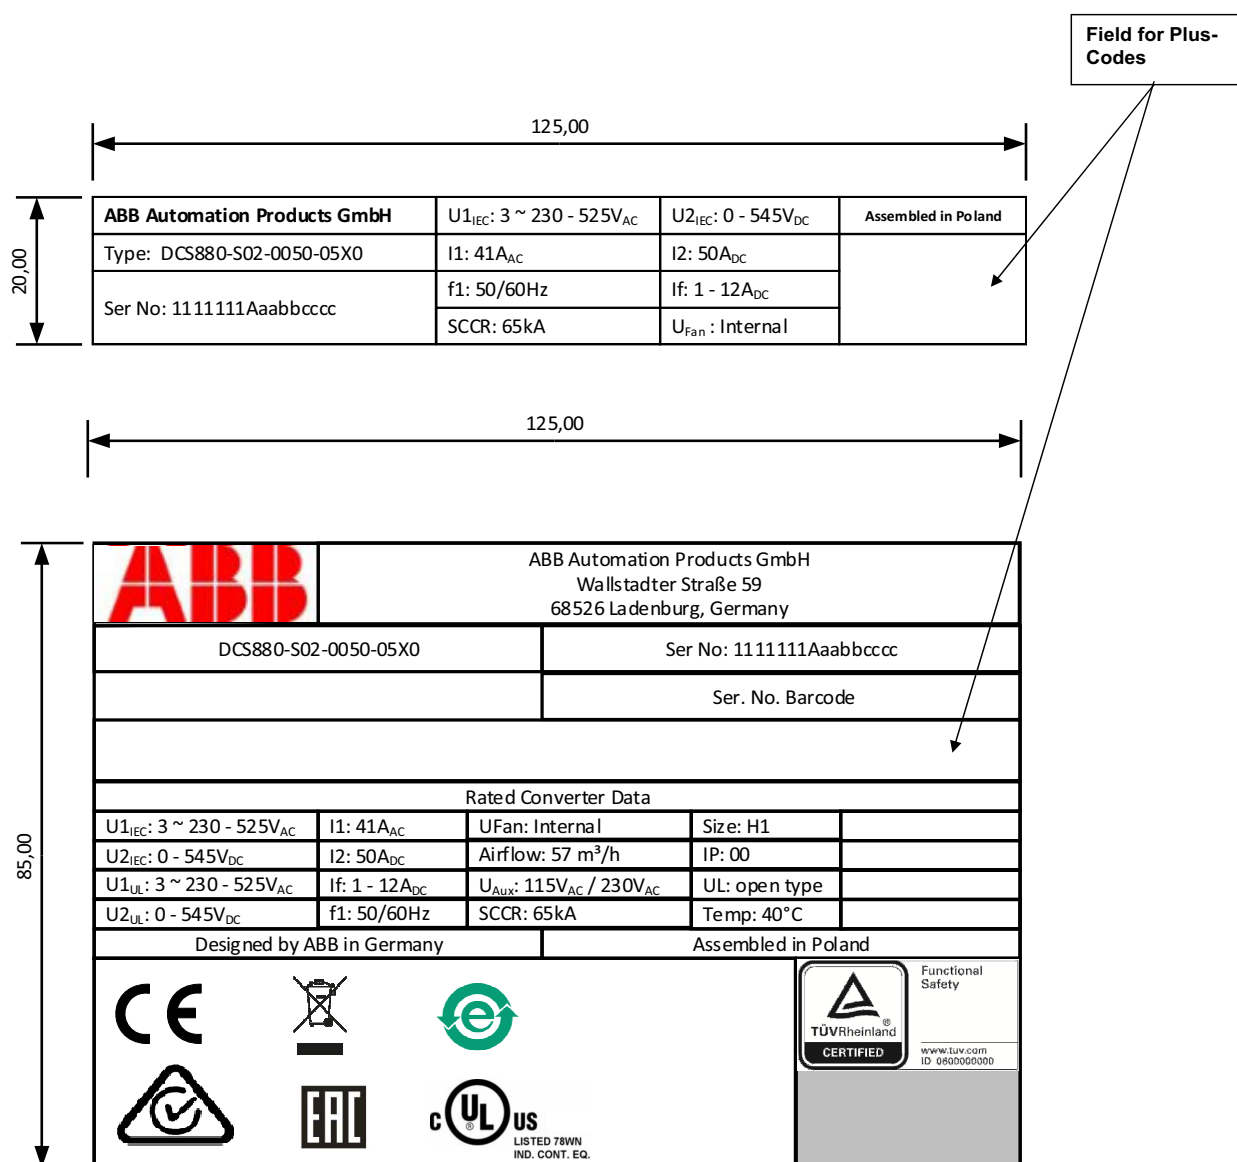 Field for Plus-
Codes
125,00
20,00
ABB Automation Products GmbH
U1IEC: 3 ~ 230 - 525VAC
U2IEC: 0 - 545VDC
Assembled in Poland
Type: DCS880-S02-0050-05X0
I1: 41AAC
I2: 50ADC
Ser No: 1111111Aaabbcccc
f1: 50/60Hz
If: 1 - 12ADC
SCCR: 65kA
UFan : Internal
125,00
85,00
ABB
ABB Automation Products GmbH
Wallstadter Straße 59
68526 Ladenburg, Germany
DCS880-S02-0050-05X0
Ser No: 1111111Aaabbcccc
Ser. No. Barcode
Rated Converter Data
U1IEC: 3 ~ 230 - 525VAC
I1: 41AAC
UFan: Internal
Size: H1
U2IEC: 0 - 545VDC
I2: 50ADC
Airflow: 57 m³/h
IP: 00
U1UL: 3 ~ 230 - 525VAC
If: 1 - 12ADC
UAux: 115VAC / 230VAC
UL: open type
U2UL: 0 - 545VDC
f1: 50/60Hz
SCCR: 65kA
Temp: 40°C
Designed by ABB in Germany
Assembled in Poland
CE
e
TÜVRheinland ®
CERTIFIED
Functional
Safety
www.tuv.com
ID 0600000000
EAC
c UL ® US
LISTED 78WN
IND. CONT. EQ.